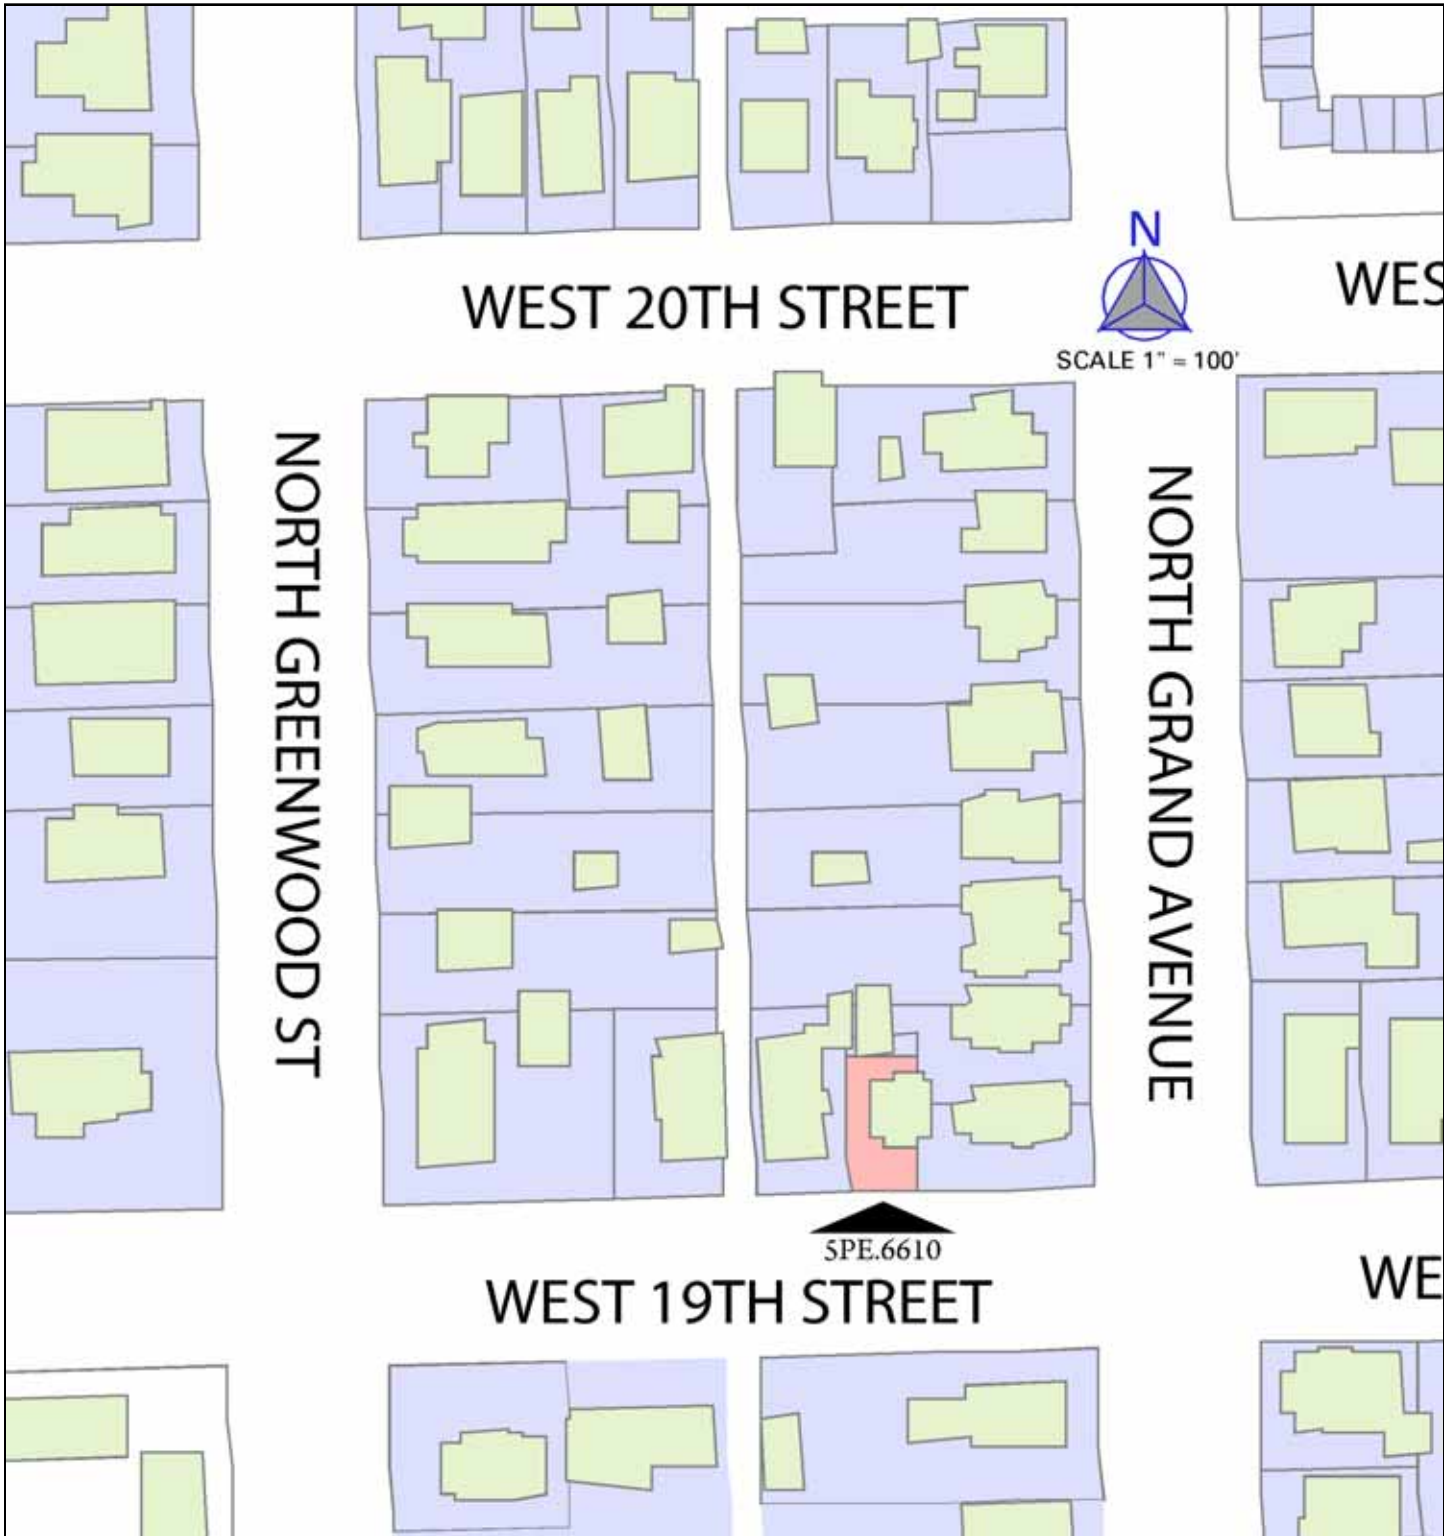 N
WEST 20TH STREET
WES
SCALE 1" = 100'
NORTH GREENWOOD ST
NORTH GRAND AVENUE
5PE.6610
WEST 19TH STREET
WE